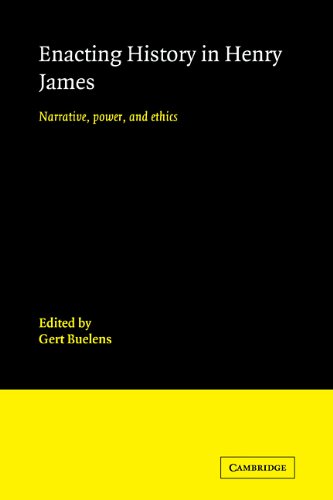 Enacting History in Henry
James
Narrative, power, and ethics
Edited by
Gert Buelens
CAMBRIDGE